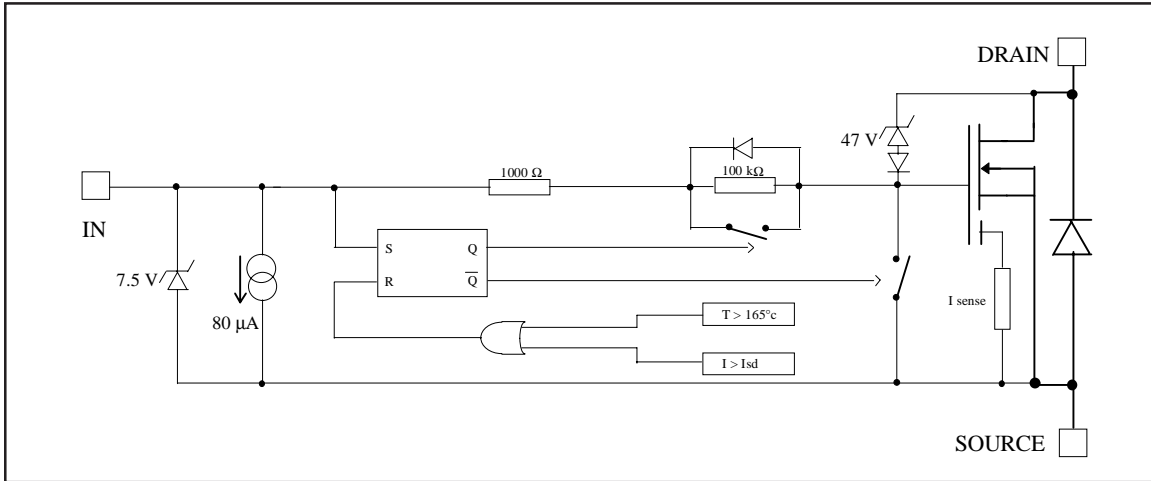 DRAIN
47 V
1000 Ω
100 kΩ
IN
S
Q
R
Q̅
7.5 V
80 µA
I sense
T > 165°c
I > Isd
SOURCE